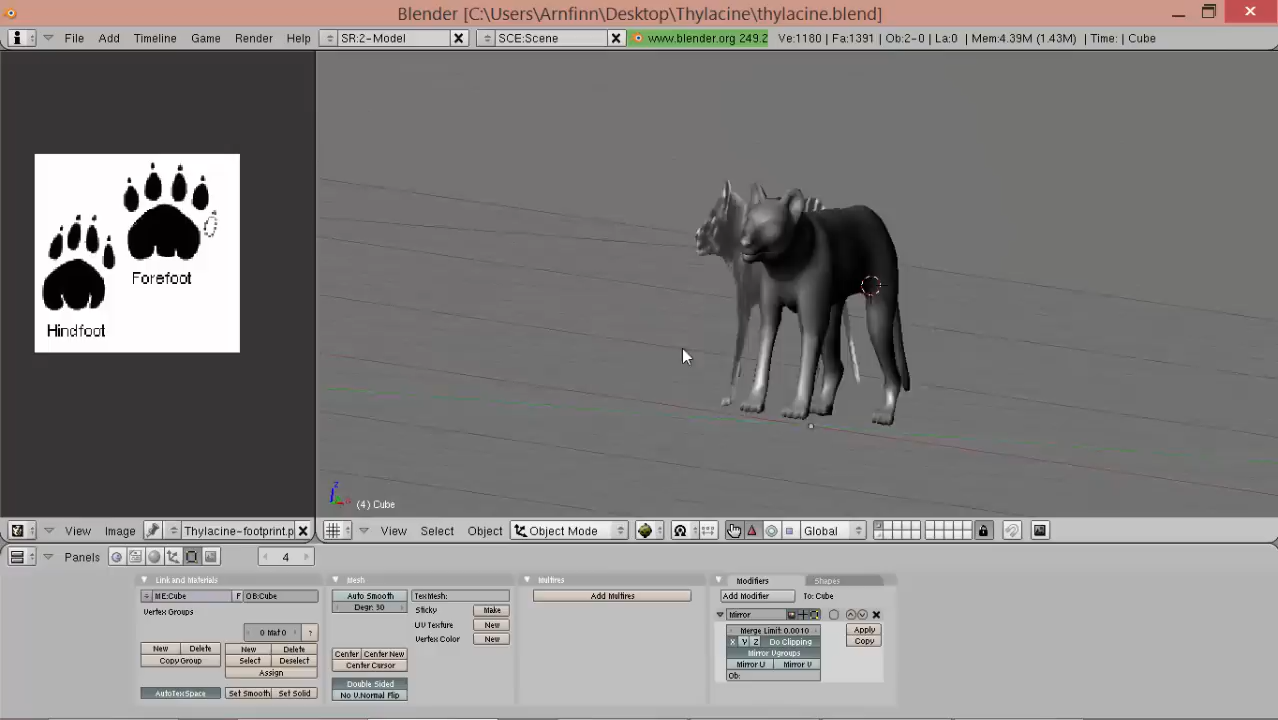 Blender [C:\Users\Arnfinn\Desktop\Thylacine\thylacine.blend]
File Add Timeline Game Render Help SR:2-Model SCE:Scene www.blender.org 249.2 Ve:1180 | Fa:1391 | Ob:2-0 | La:0 | Mem:4.39M (1.43M) | Time: | Cube
Forefoot
Hindfoot
z
(4) Cube
View Image Thylacine-footprint.p
View Select Object Object Mode Global
Panels 4
Link and Materials
ME:Cube F OB:Cube
Vertex Groups
0 Mat 0 ?
New Delete New Delete
Copy Group Select Deselect
Assign
AutoTexSpace Set Smooth Set Solid
Mesh
Auto Smooth TexMesh:
Degr: 30 Sticky Make
UV Texture New
Vertex Color New
Center Center New
Center Cursor
Double Sided
No V.Normal Flip
Multires
Add Multires
Modifiers Shapes
Add Modifier To: Cube
Mirror
Merge Limit: 0.0010 Apply
X Y Z Do Clipping Copy
Mirror Vgroups
Mirror U Mirror V
Ob: